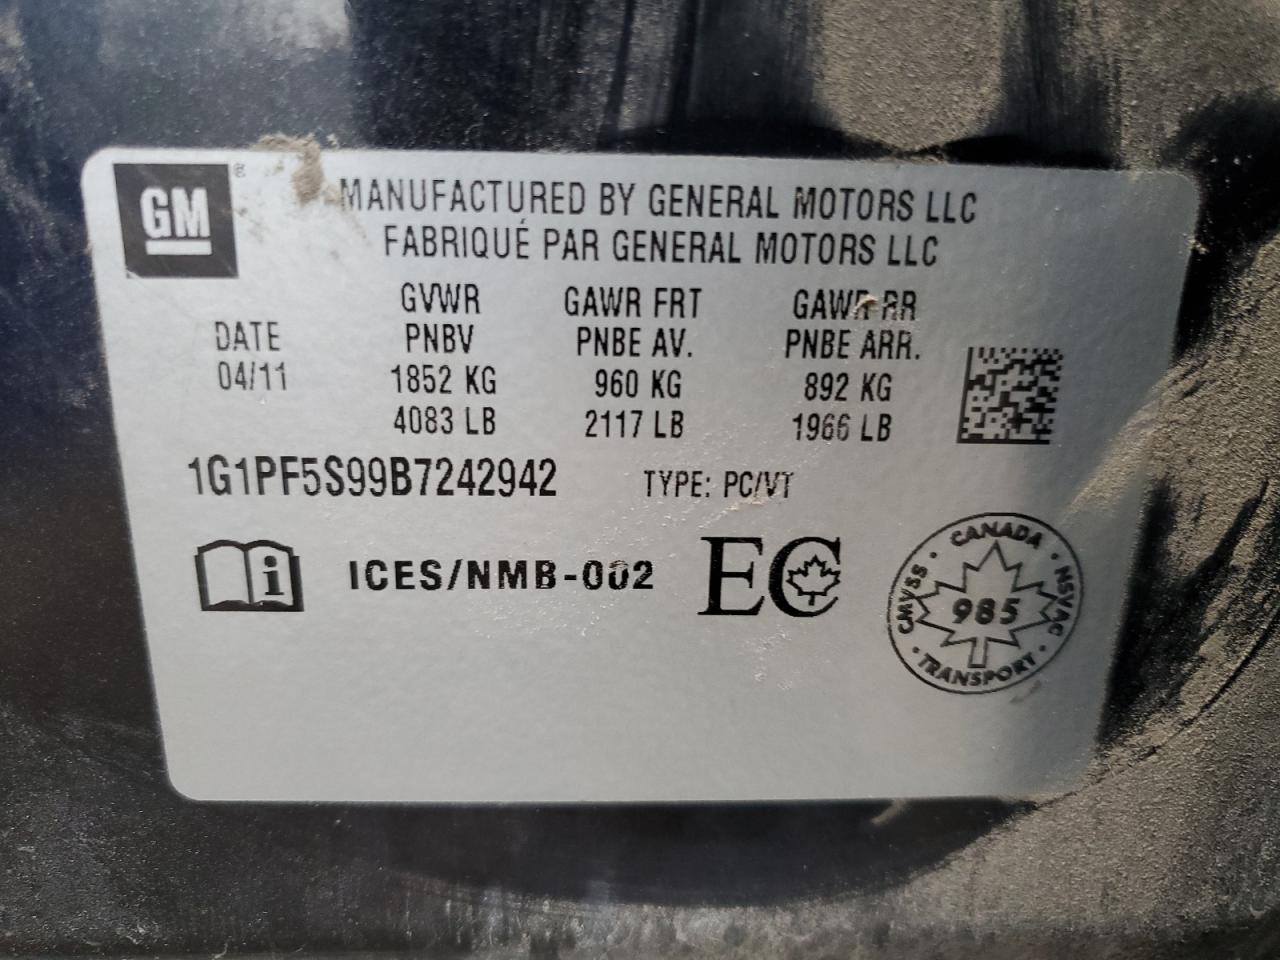 GM ®
MANUFACTURED BY GENERAL MOTORS LLC
FABRIQUÉ PAR GENERAL MOTORS LLC
GVWR GAWR FRT GAWR RR
DATE PNBV PNBE AV. PNBE ARR.
04/11 1852 KG 960 KG 892 KG
4083 LB 2117 LB 1966 LB
1G1PF5S99B7242942 TYPE: PC/VT
i ICES/NMB-002 EC
CANADA
CMVSS · 985 · NSVAC
· TRANSPORT ·